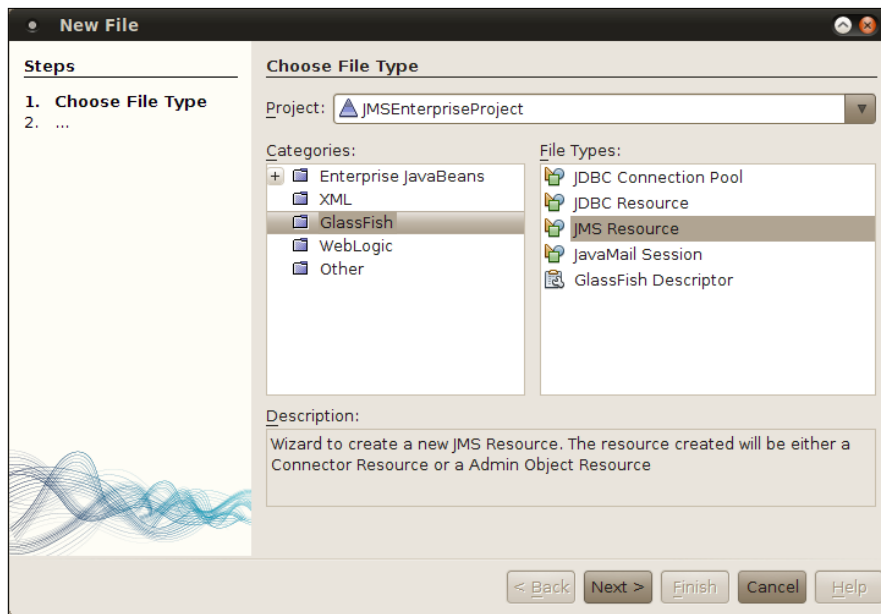 New File
Steps
1. Choose File Type
2. ...
Choose File Type
Project: JMSEnterpriseProject
Categories:
Enterprise JavaBeans
XML
GlassFish
WebLogic
Other
File Types:
JDBC Connection Pool
JDBC Resource
JMS Resource
JavaMail Session
GlassFish Descriptor
Description:
Wizard to create a new JMS Resource. The resource created will be either a
Connector Resource or a Admin Object Resource
< Back Next > Finish Cancel Help